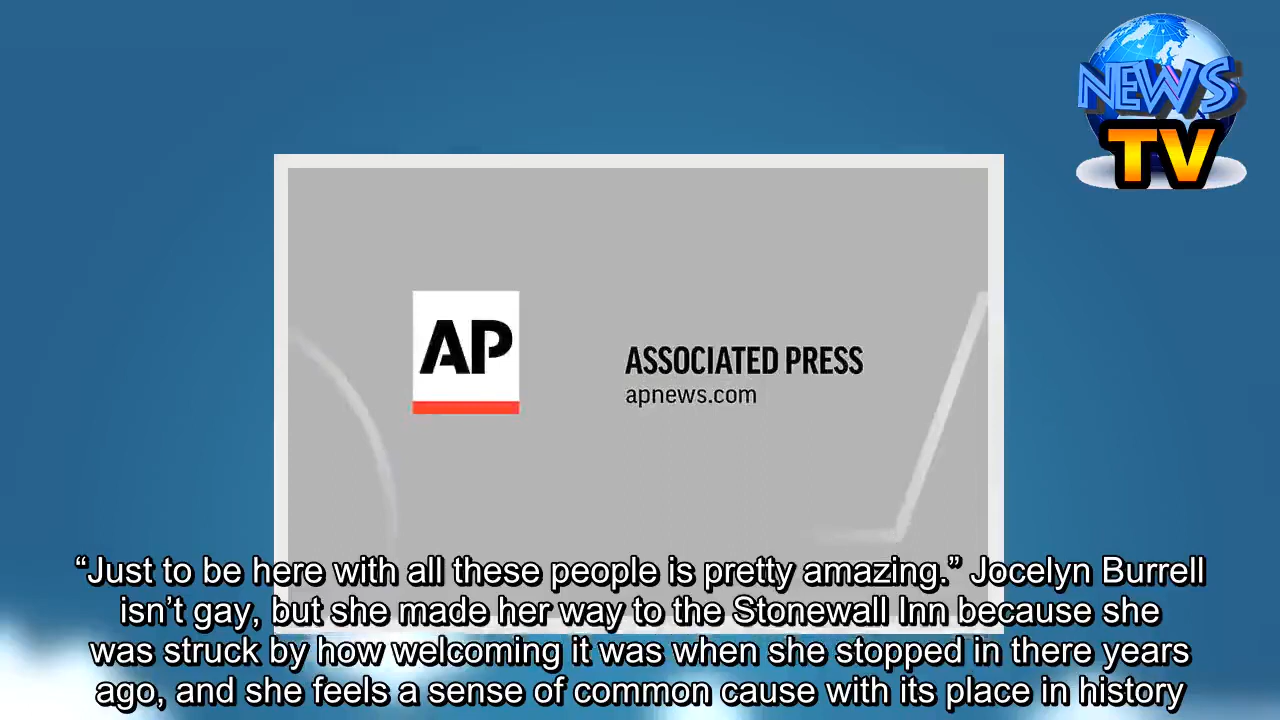 NEWS
TV
AP
ASSOCIATED PRESS
apnews.com
“Just to be here with all these people is pretty amazing.” Jocelyn Burrell
isn’t gay, but she made her way to the Stonewall Inn because she
was struck by how welcoming it was when she stopped in there years
ago, and she feels a sense of common cause with its place in history